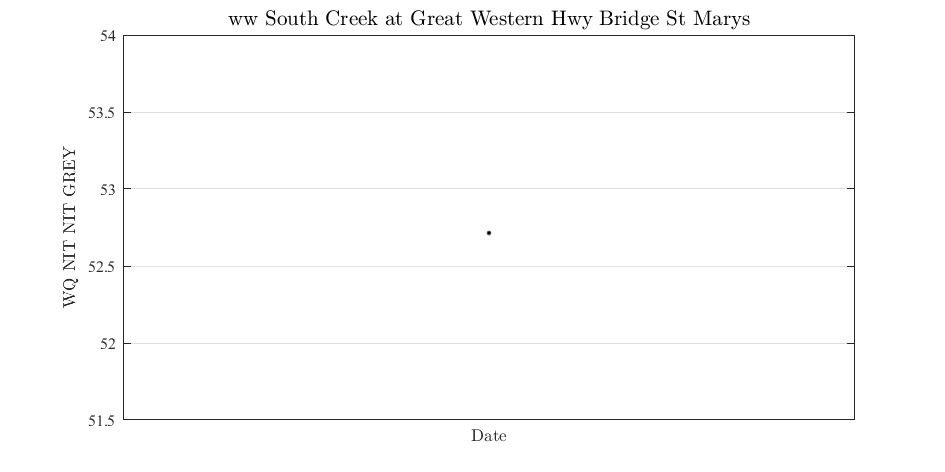 ww South Creek at Great Western Hwy Bridge St Marys
54
53.5
53
52.5
52
51.5
WQ NIT NIT GREY
Date